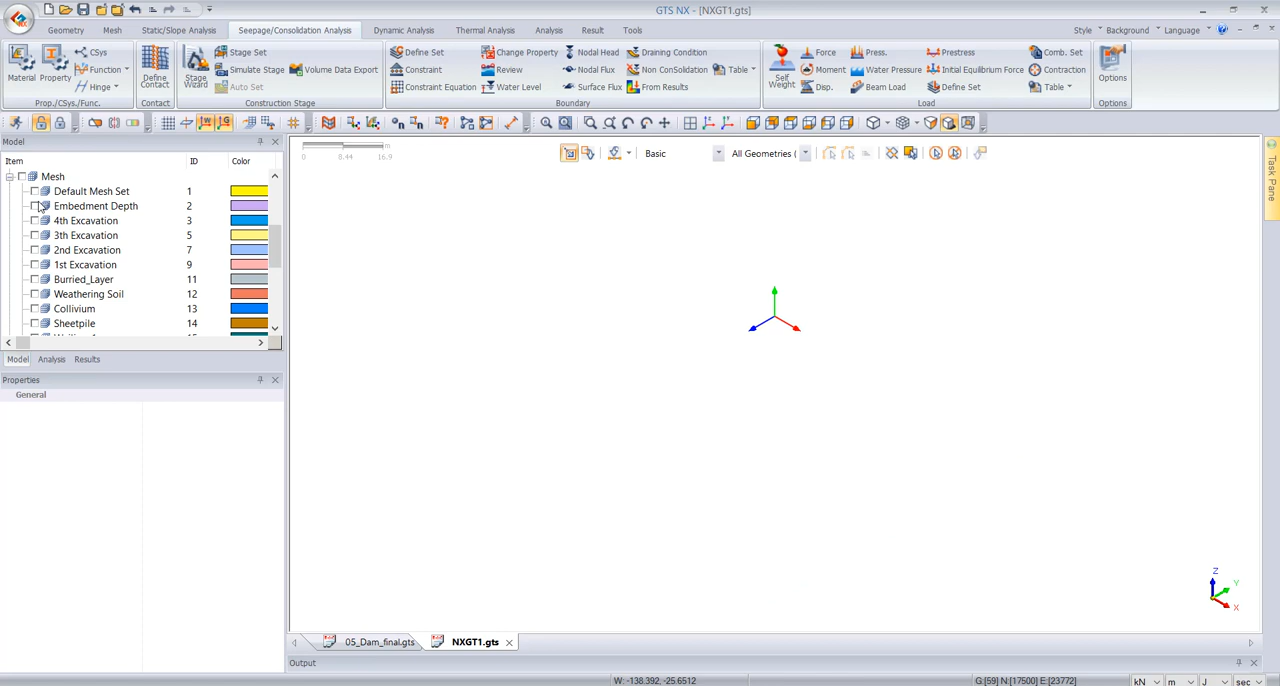 GTS NX - [NXGT1.gts]
Geometry Mesh Static/Slope Analysis Seepage/Consolidation Analysis Dynamic Analysis Thermal Analysis Analysis Result Tools Style Background Language
Material Property CSys Function Hinge
Prop./CSys./Func.
Define Contact
Contact
Stage Wizard Stage Set Simulate Stage Auto Set Volume Data Export
Construction Stage
Define Set Constraint Constraint Equation Change Property Review Water Level Nodal Head Nodal Flux Surface Flux Draining Condition Non ConSolidation From Results Table
Boundary
Self Weight Force Moment Disp. Press. Water Pressure Beam Load Prestress Initial Equilibrium Force Define Set Comb. Set Contraction Table
Load
Options
Options
Model
Item ID Color
Mesh
Default Mesh Set 1
Embedment Depth 2
4th Excavation 3
3th Excavation 5
2nd Excavation 7
1st Excavation 9
Burried_Layer 11
Weathering Soil 12
Collivium 13
Sheetpile 14
Model Analysis Results
Properties
General
m
0 8.44 16.9
Basic All Geometries (
Task Pane
Z
Y
X
05_Dam_final.gts NXGT1.gts
Output
W: -138.392, -25.6512 G:[59] N:[17500] E:[23772] kN m J sec